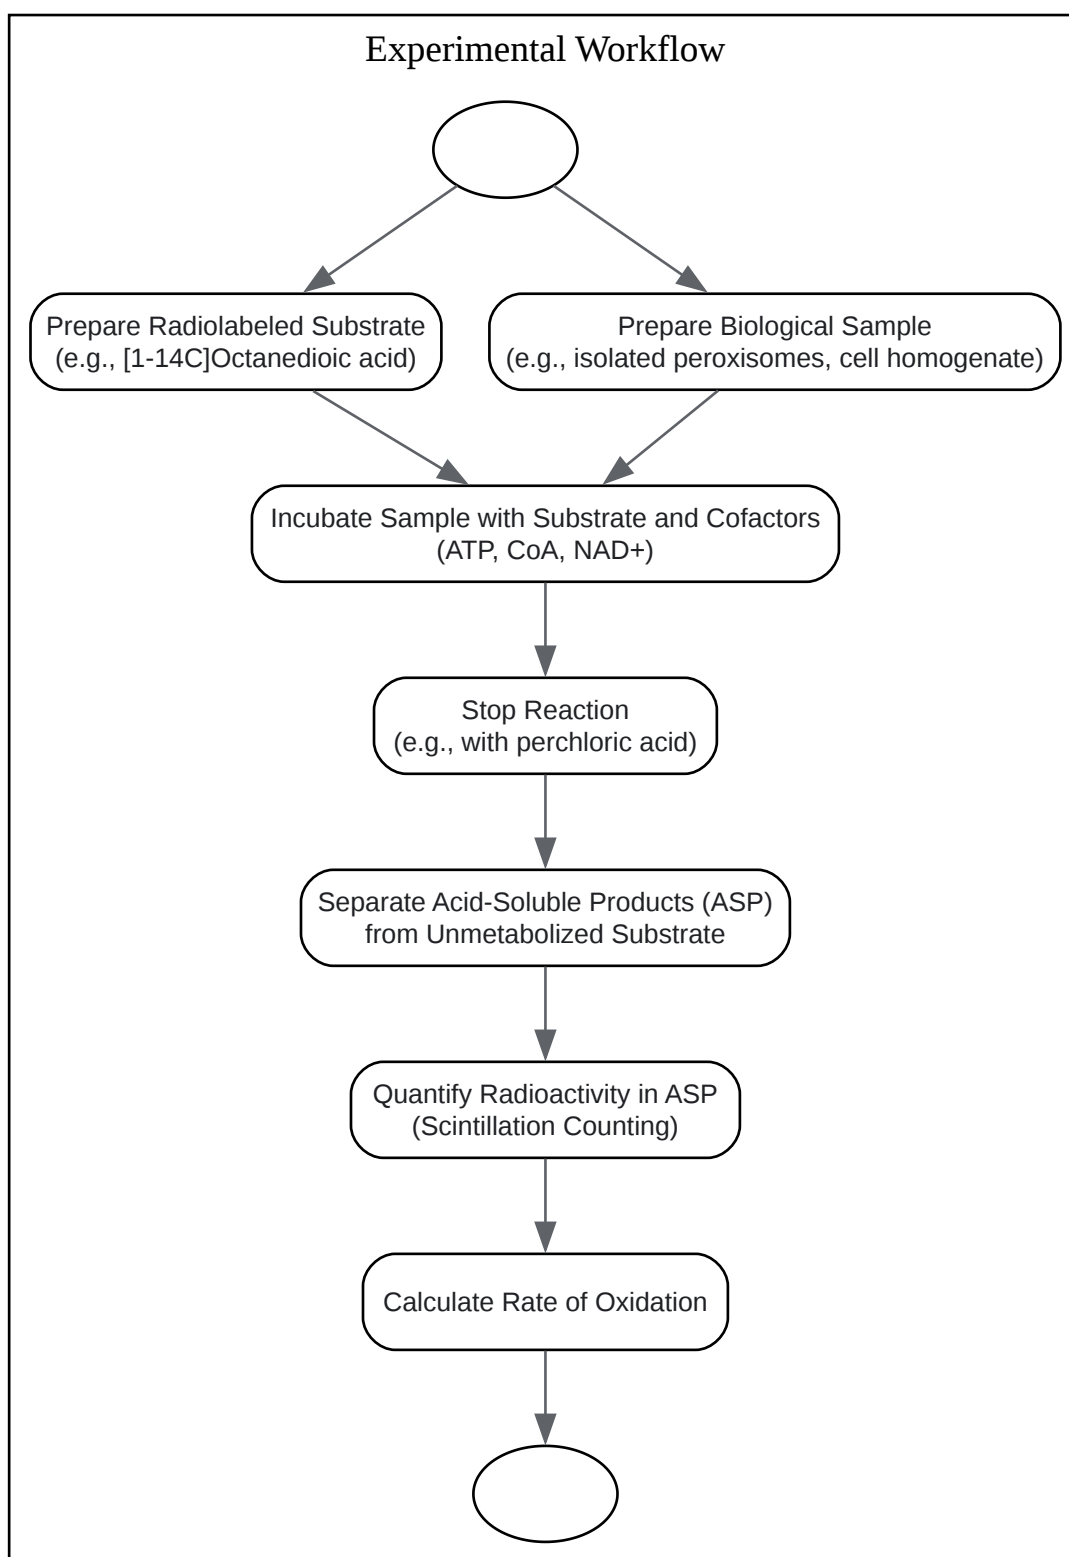 Experimental Workflow
Prepare Radiolabeled Substrate
(e.g., [1-14C]Octanedioic acid)
Prepare Biological Sample
(e.g., isolated peroxisomes, cell homogenate)
Incubate Sample with Substrate and Cofactors
(ATP, CoA, NAD+)
Stop Reaction
(e.g., with perchloric acid)
Separate Acid-Soluble Products (ASP)
from Unmetabolized Substrate
Quantify Radioactivity in ASP
(Scintillation Counting)
Calculate Rate of Oxidation